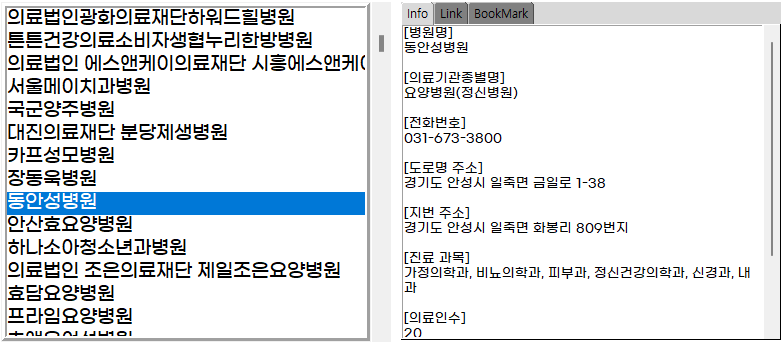 의료법인광화의료재단하워드힐병원
튼튼건강의료소비자생협누리한방병원
의료법인 에스앤케이의료재단 시흥에스앤케이
서울메이치과병원
국군양주병원
대진의료재단 분당제생병원
카프성모병원
장동욱병원
동안성병원
안산효요양병원
하나소아청소년과병원
의료법인 조은의료재단 제일조은요양병원
효담요양병원
프라임요양병원
Info Link BookMark
[병원명]
동안성병원
[의료기관종별명]
요양병원(정신병원)
[전화번호]
031-673-3800
[도로명 주소]
경기도 안성시 일죽면 금일로 1-38
[지번 주소]
경기도 안성시 일죽면 화봉리 809번지
[진료 과목]
가정의학과, 비뇨의학과, 피부과, 정신건강의학과, 신경과, 내
과
[의료인수]
20